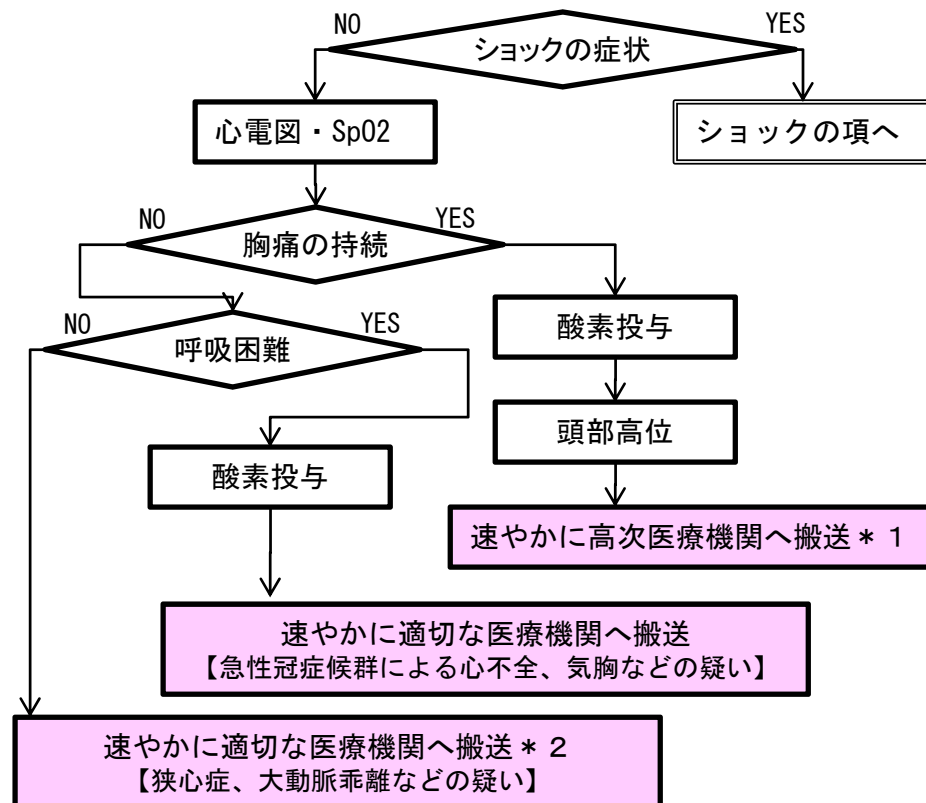 NO
YES
ショックの症状
心電図・SpO2
ショックの項へ
NO
YES
胸痛の持続
NO
YES
呼吸困難
酸素投与
頭部高位
酸素投与
速やかに高次医療機関へ搬送＊１
速やかに適切な医療機関へ搬送
【急性冠症候群による心不全、気胸などの疑い】
速やかに適切な医療機関へ搬送＊２
【狭心症、大動脈乖離などの疑い】